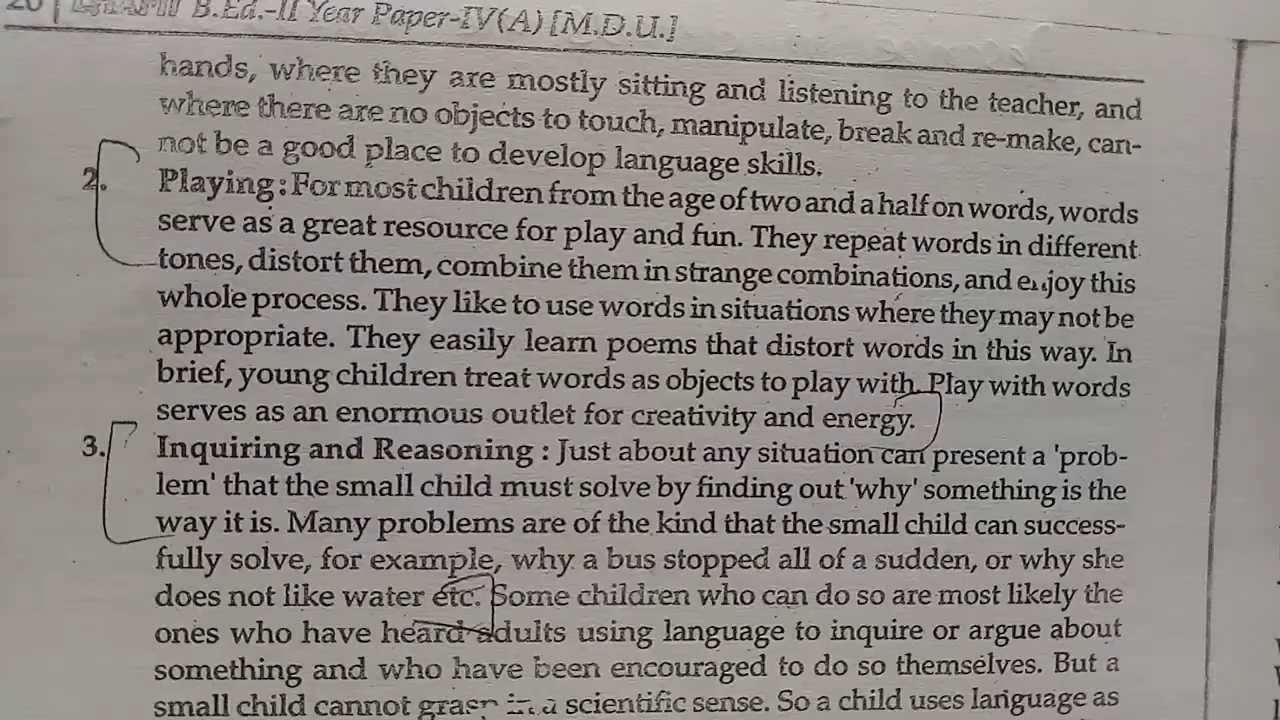 B.Ed.-II Year Paper-IV(A) [M.D.U.]
hands, where they are mostly sitting and listening to the teacher, and
where there are no objects to touch, manipulate, break and re-make, can-
not be a good place to develop language skills.
2. Playing : For most children from the age of two and a half on words, words
serve as a great resource for play and fun. They repeat words in different
tones, distort them, combine them in strange combinations, and enjoy this
whole process. They like to use words in situations where they may not be
appropriate. They easily learn poems that distort words in this way. In
brief, young children treat words as objects to play with. Play with words
serves as an enormous outlet for creativity and energy.
3. Inquiring and Reasoning : Just about any situation can present a 'prob-
lem' that the small child must solve by finding out 'why' something is the
way it is. Many problems are of the kind that the small child can success-
fully solve, for example, why a bus stopped all of a sudden, or why she
does not like water etc. Some children who can do so are most likely the
ones who have heard adults using language to inquire or argue about
something and who have been encouraged to do so themselves. But a
small child cannot grasp in a scientific sense. So a child uses language as